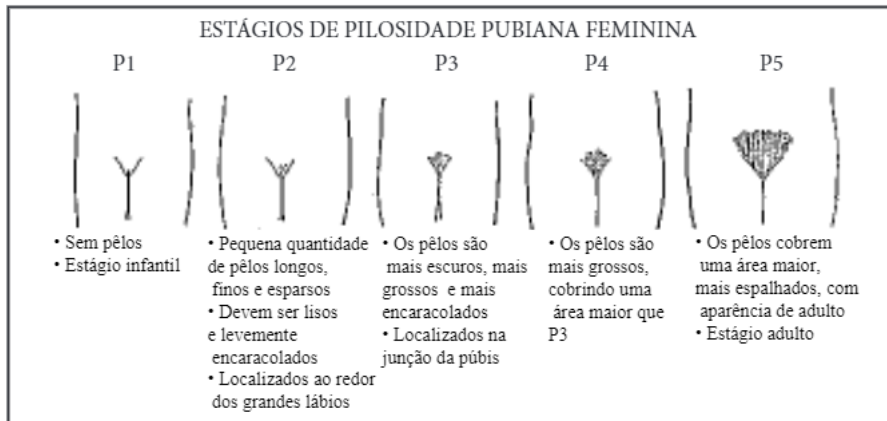 ESTÁGIOS DE PILOSIDADE PUBIANA FEMININA
P1 P2 P3 P4 P5
• Sem pêlos
• Estágio infantil
• Pequena quantidade
de pêlos longos,
finos e esparsos
• Devem ser lisos
e levemente
encaracolados
• Localizados ao redor
dos grandes lábios
• Os pêlos são
mais escuros, mais
grossos e mais
encaracolados
• Localizados na
junção da púbis
• Os pêlos são
mais grossos,
cobrindo uma
área maior que
P3
• Os pêlos cobrem
uma área maior,
mais espalhados, com
aparência de adulto
• Estágio adulto